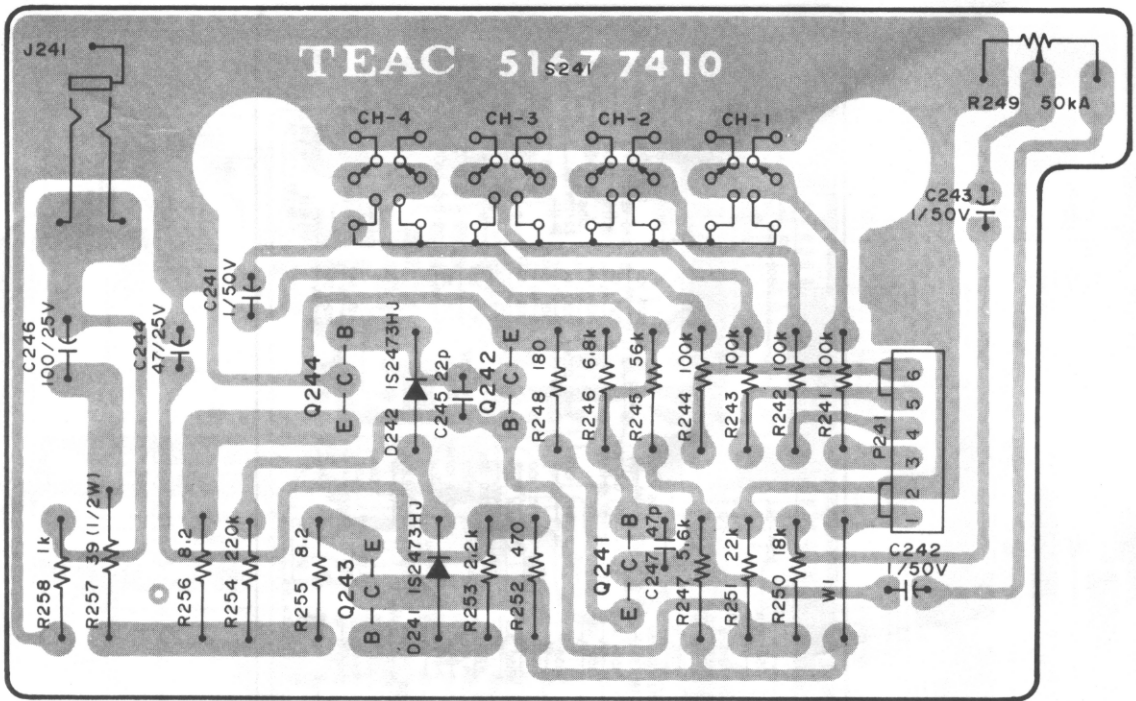 J241
TEAC 5167 7410
S241
R249 50kA
CH-4
CH-3
CH-2
CH-1
C243
1/50V
C241
1/50V
C246
100/25V
C244
47/25V
Q244
B
C
E
1S2473HJ
D242
C245 22p
Q242
E
C
B
R248 180
R246 6.8k
R245 56k
R244 100k
R243 100k
R242 100k
R241 100k
P241
6
5
4
3
2
1
R258 1k
R257 39 (1/2W)
R256 8.2
R254 220k
R255 8.2
Q243
E
C
B
D241 1S2473HJ
R253 2.2k
R252 470
Q241
B
C
E
C247 47p
R247 5.6k
R251 22k
R250 18k
W1
C242
1/50V